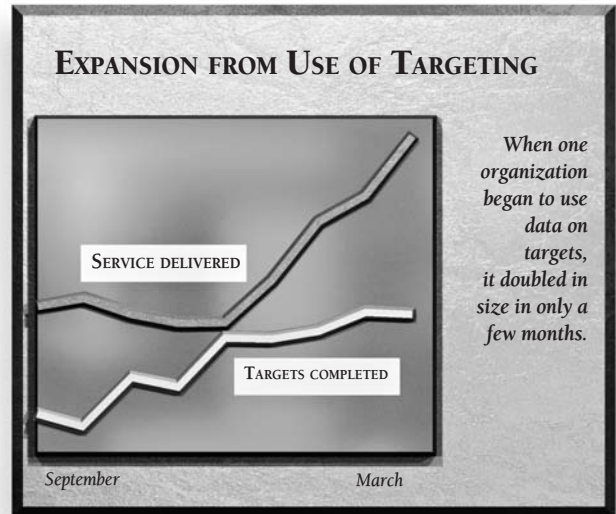 EXPANSION FROM USE OF TARGETING
When one
organization
began to use
data on
targets,
it doubled in
size in only a
few months.
SERVICE DELIVERED
TARGETS COMPLETED
September
March